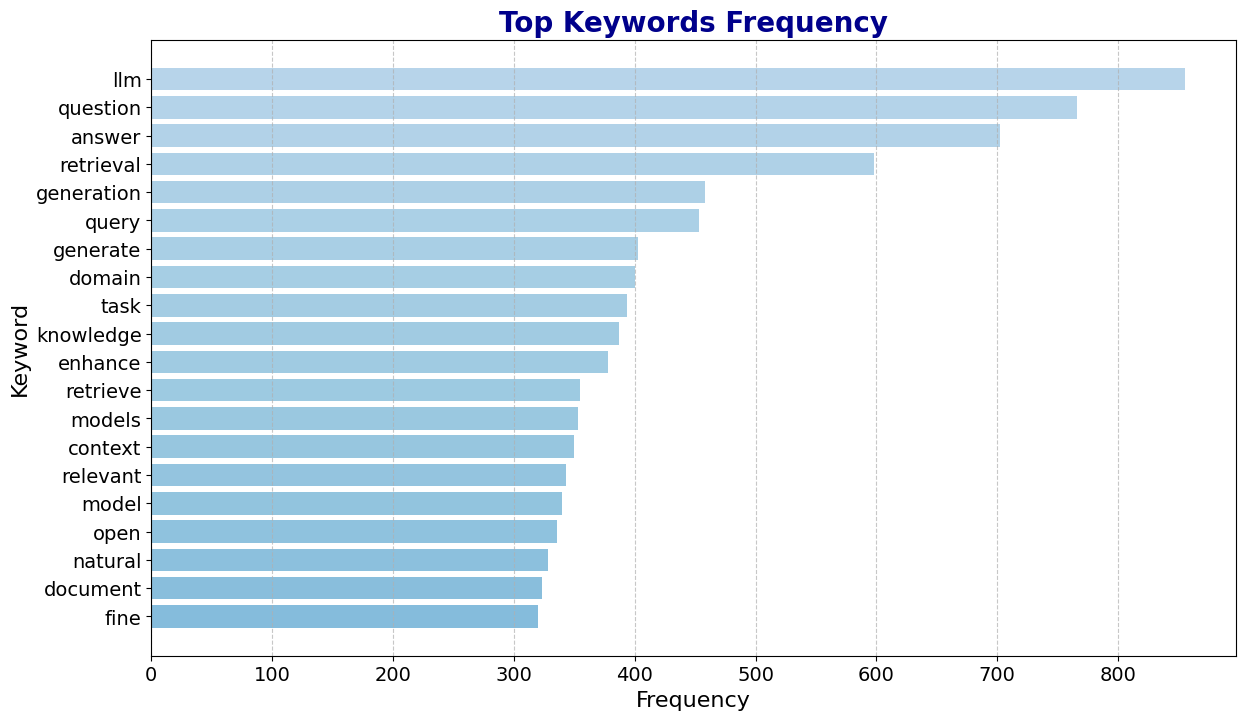 Top Keywords Frequency
Keyword
llm
question
answer
retrieval
generation
query
generate
domain
task
knowledge
enhance
retrieve
models
context
relevant
model
open
natural
document
fine
0 100 200 300 400 500 600 700 800
Frequency